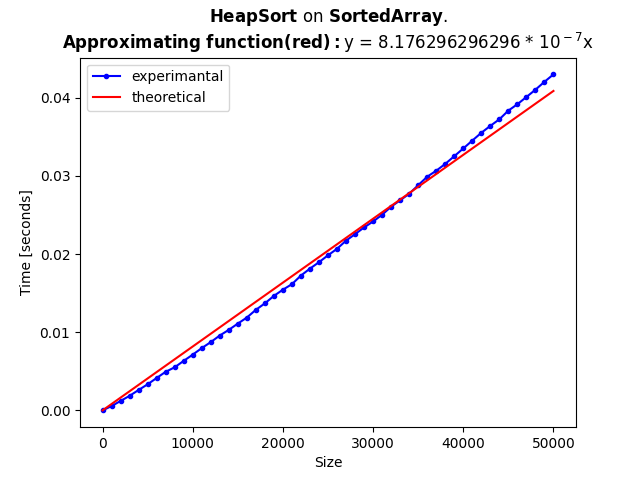 HeapSort on SortedArray.
Approximating function(red): y = 8.176296296296 * 10⁻⁷x
experimantal
theoretical
0.04
0.03
0.02
0.01
0.00
Time [seconds]
0 10000 20000 30000 40000 50000
Size